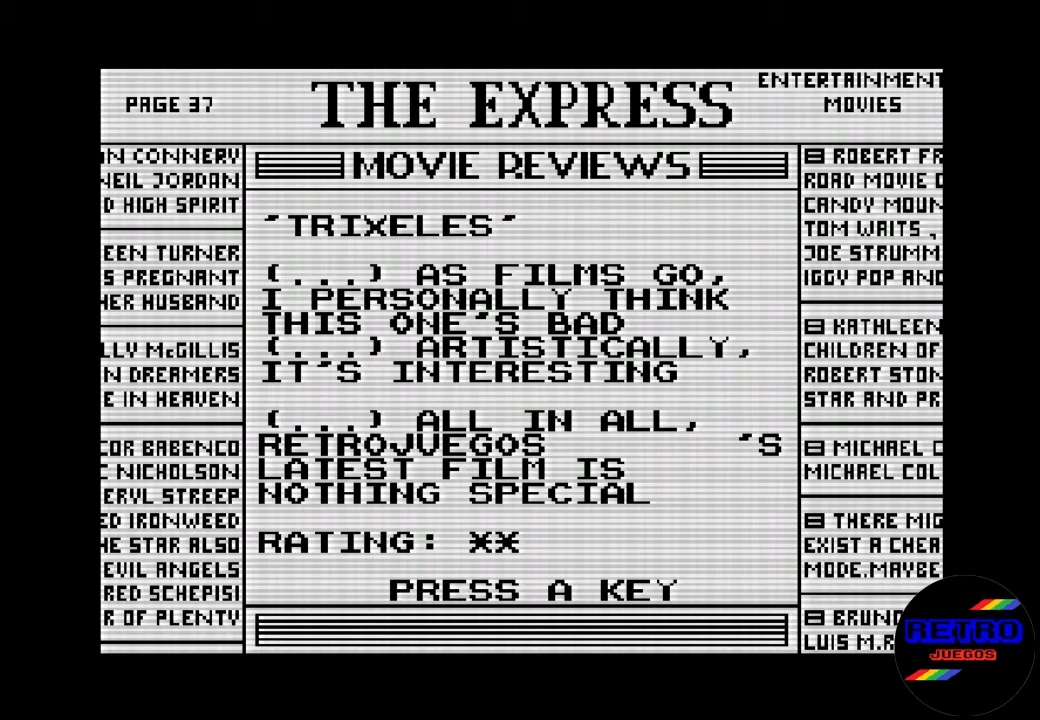 PAGE 37
THE EXPRESS
ENTERTAINMENT
MOVIES
N CONNERY
NEIL JORDAN
D HIGH SPIRIT
EEN TURNER
S PREGNANT
HER HUSBAND
LLY McGILLIS
N DREAMERS
E IN HEAVEN
COR BABENCO
C NICHOLSON
ERYL STREEP
ED IRONWEED
HE STAR ALSO
EVIL ANGELS
RED SCHEPISI
R OF PLENTY
MOVIE REVIEWS
´TRIXELES´
(...) AS FILMS GO,
I PERSONALLY THINK
THIS ONE'S BAD
(...) ARTISTICALLY,
IT'S INTERESTING
(...) ALL IN ALL,
RETROJUEGOS 'S
LATEST FILM IS
NOTHING SPECIAL
RATING: **
PRESS A KEY
ROBERT FR
ROAD MOVIE C
CANDY MOUN
TOM WAITS ,
JOE STRUMM
IGGY POP AND
KATHLEEN
CHILDREN OF
ROBERT STON
STAR AND PR
MICHAEL C
MICHAEL COL
THERE MIG
EXIST A CHEA
MODE.MAYBE
BRUNO
LUIS M.R
RETRO
JUEGOS